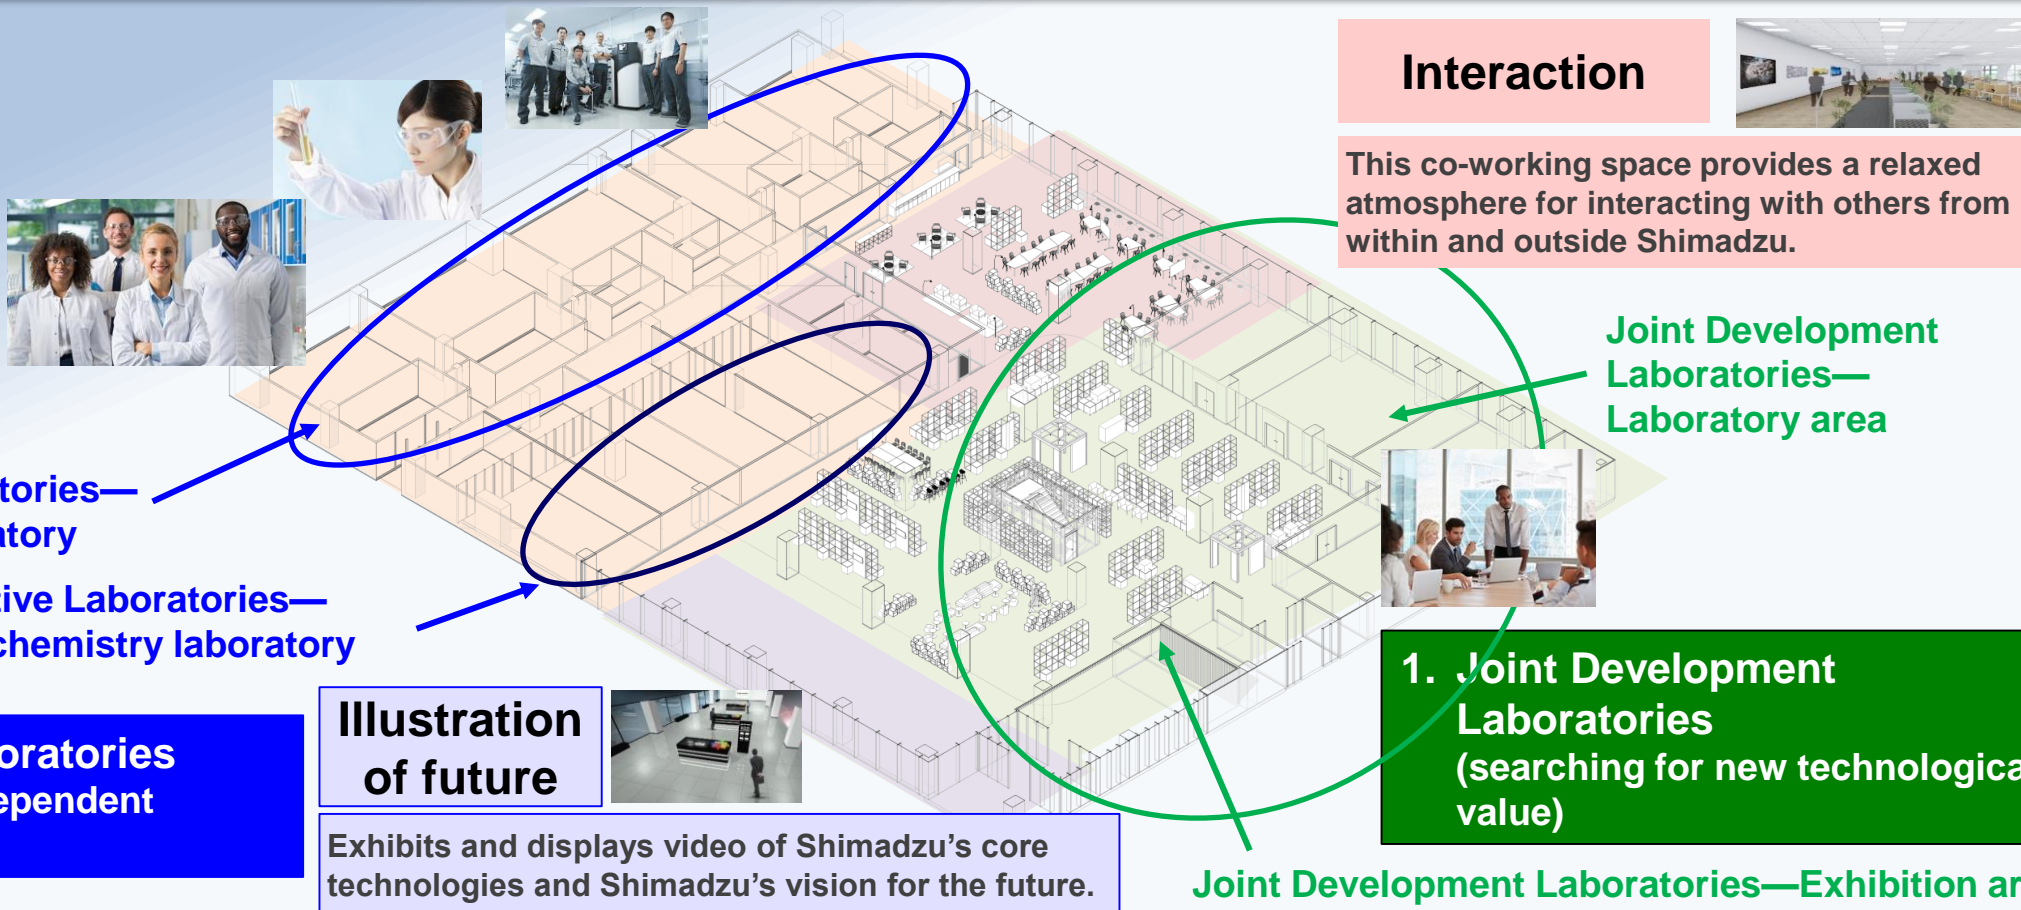 Interaction
This co-working space provides a relaxed
atmosphere for interacting with others from
within and outside Shimadzu.
Joint Development
Laboratories—
Laboratory area
tories—
atory
tive Laboratories—
chemistry laboratory
oratories
ependent
Illustration
of future
Exhibits and displays video of Shimadzu’s core
technologies and Shimadzu’s vision for the future.
1. Joint Development
Laboratories
(searching for new technologica
value)
Joint Development Laboratories—Exhibition ar